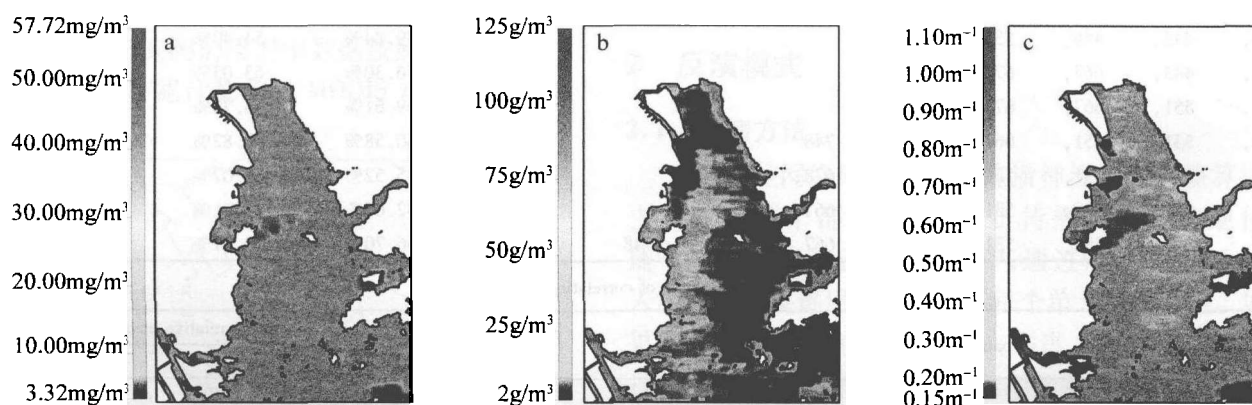 57.72mg/m³
50.00mg/m³
40.00mg/m³
30.00mg/m³
20.00mg/m³
10.00mg/m³
3.32mg/m³
a
125g/m³
100g/m³
75g/m³
50g/m³
25g/m³
2g/m³
b
1.10m⁻¹
1.00m⁻¹
0.90m⁻¹
0.80m⁻¹
0.70m⁻¹
0.60m⁻¹
0.50m⁻¹
0.40m⁻¹
0.30m⁻¹
0.20m⁻¹
0.15m⁻¹
c